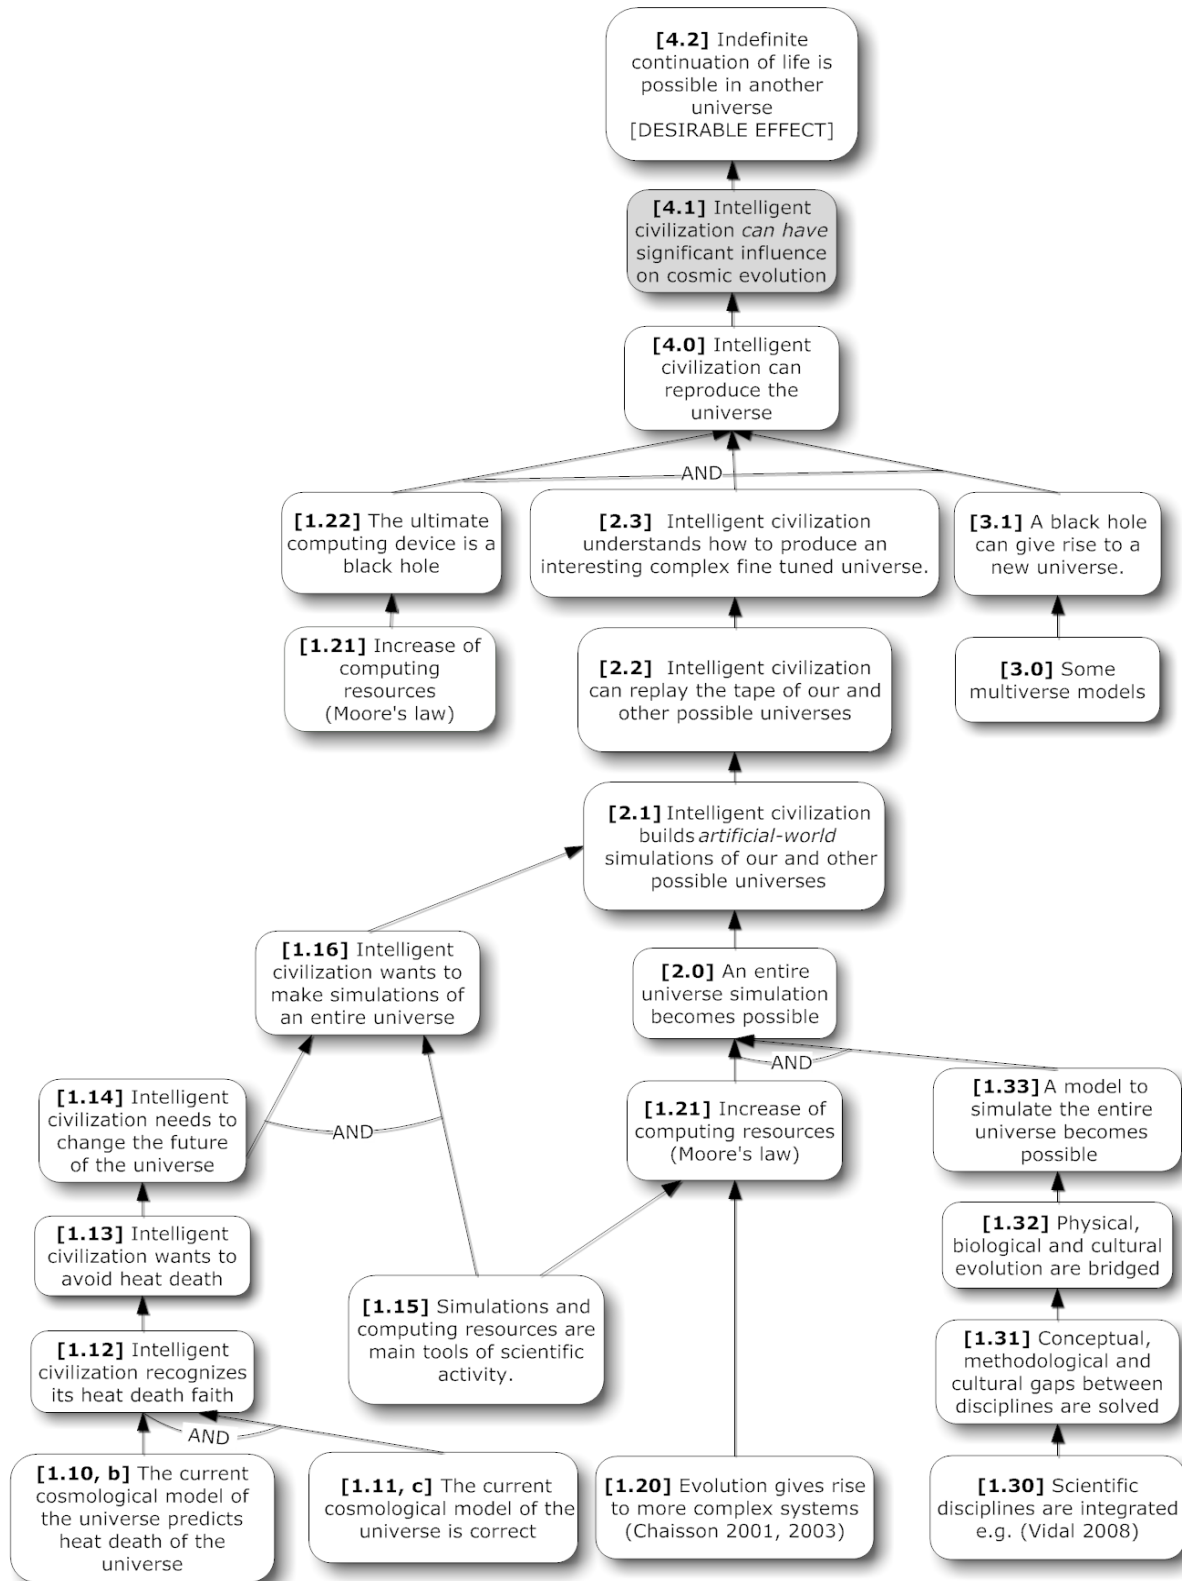 [4.2] Indefinite
continuation of life is
possible in another
universe
[DESIRABLE EFFECT]
[4.1] Intelligent
civilization can have
significant influence
on cosmic evolution
[4.0] Intelligent
civilization can
reproduce the
universe
AND
[1.22] The ultimate
computing device is a
black hole
[2.3] Intelligent civilization
understands how to produce an
interesting complex fine tuned universe.
[3.1] A black hole
can give rise to a
new universe.
[1.21] Increase of
computing
resources
(Moore's law)
[2.2] Intelligent civilization
can replay the tape of our and
other possible universes
[3.0] Some
multiverse models
[2.1] Intelligent civilization
builds artificial-world
simulations of our and other
possible universes
[1.16] Intelligent
civilization wants to
make simulations of
an entire universe
[2.0] An entire
universe simulation
becomes possible
AND
[1.14] Intelligent
civilization needs to
change the future
of the universe
AND
[1.21] Increase of
computing resources
(Moore's law)
[1.33] A model to
simulate the entire
universe becomes
possible
[1.13] Intelligent
civilization wants to
avoid heat death
[1.32] Physical,
biological and cultural
evolution are bridged
[1.15] Simulations and
computing resources are
main tools of scientific
activity.
[1.12] Intelligent
civilization recognizes
its heat death faith
[1.31] Conceptual,
methodological and
cultural gaps between
disciplines are solved
AND
[1.10, b] The current
cosmological model of
the universe predicts
heat death of the
universe
[1.11, c] The current
cosmological model of the
universe is correct
[1.20] Evolution gives rise
to more complex systems
(Chaisson 2001, 2003)
[1.30] Scientific
disciplines are integrated
e.g. (Vidal 2008)